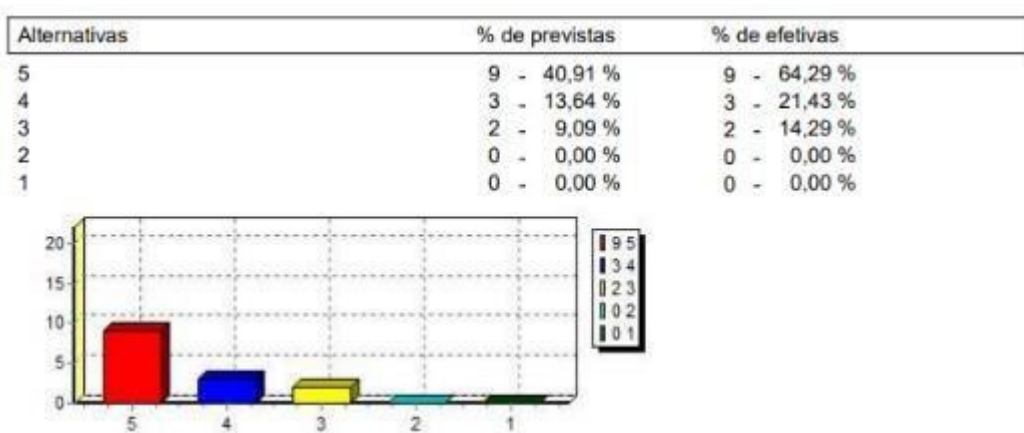 Alternativas % de previstas % de efetivas
5 9 - 40,91 % 9 - 64,29 %
4 3 - 13,64 % 3 - 21,43 %
3 2 - 9,09 % 2 - 14,29 %
2 0 - 0,00 % 0 - 0,00 %
1 0 - 0,00 % 0 - 0,00 %
20
15
10
5
0
5 4 3 2 1
9 5
3 4
2 3
0 2
0 1